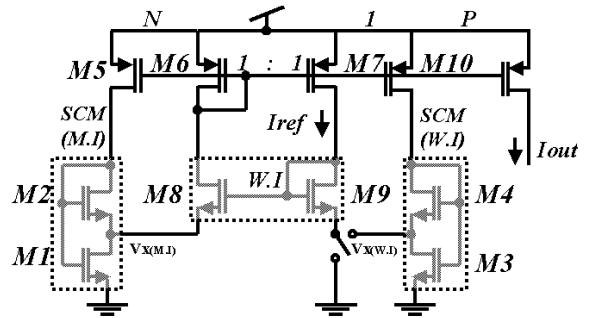 N 1 P
M5 M6 1 : 1 M7 M10
SCM (M.I) Iref SCM (W.I) Iout
M2 M8 W.I M9 M4
M1 VX(M.I) VX(W.I) M3